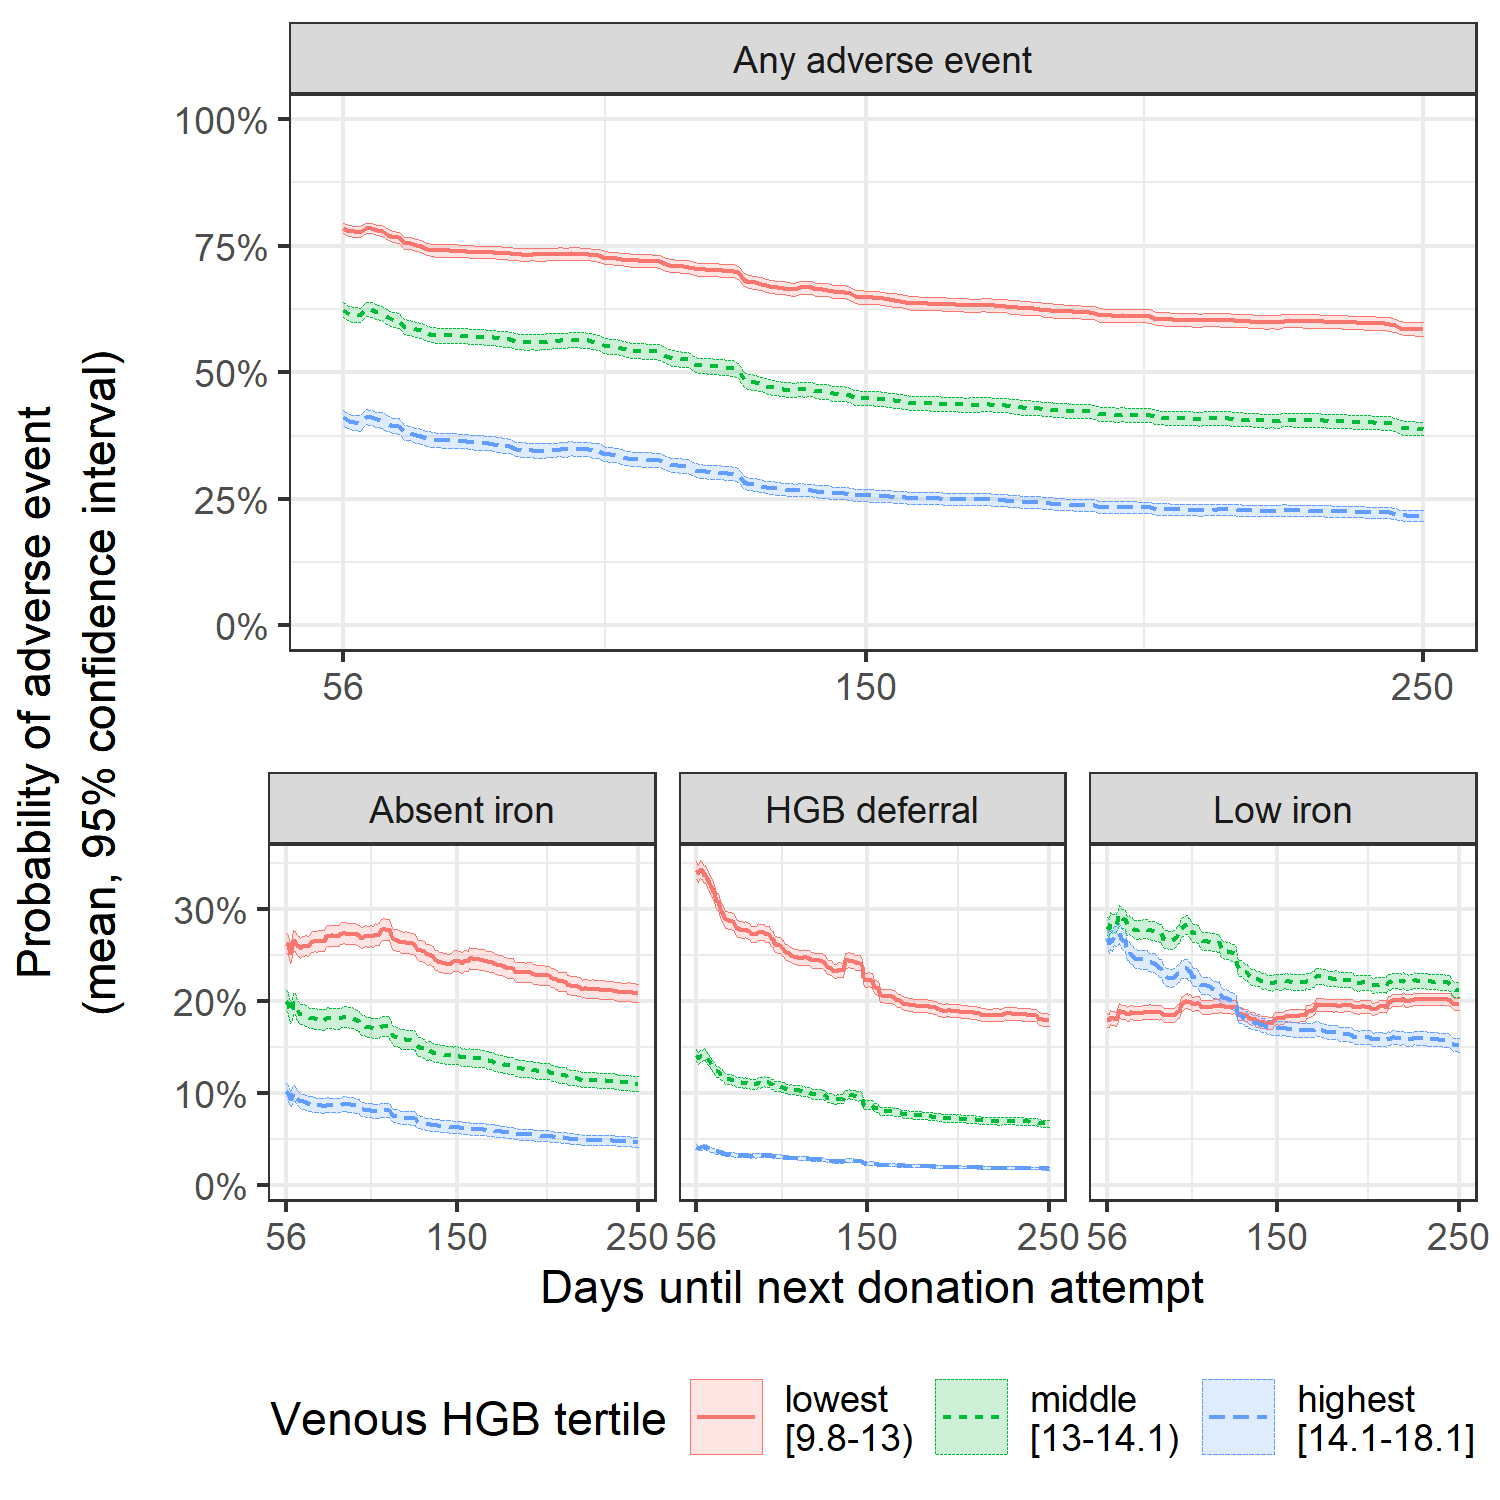 Any adverse event
100%
75%
50%
25%
0%
56 150 250
Probability of adverse event
(mean, 95% confidence interval)
Absent iron HGB deferral Low iron
30%
20%
10%
0%
56 150 250 56 150 250 56 150 250
Days until next donation attempt
Venous HGB tertile
lowest
[9.8-13)
middle
[13-14.1)
highest
[14.1-18.1]